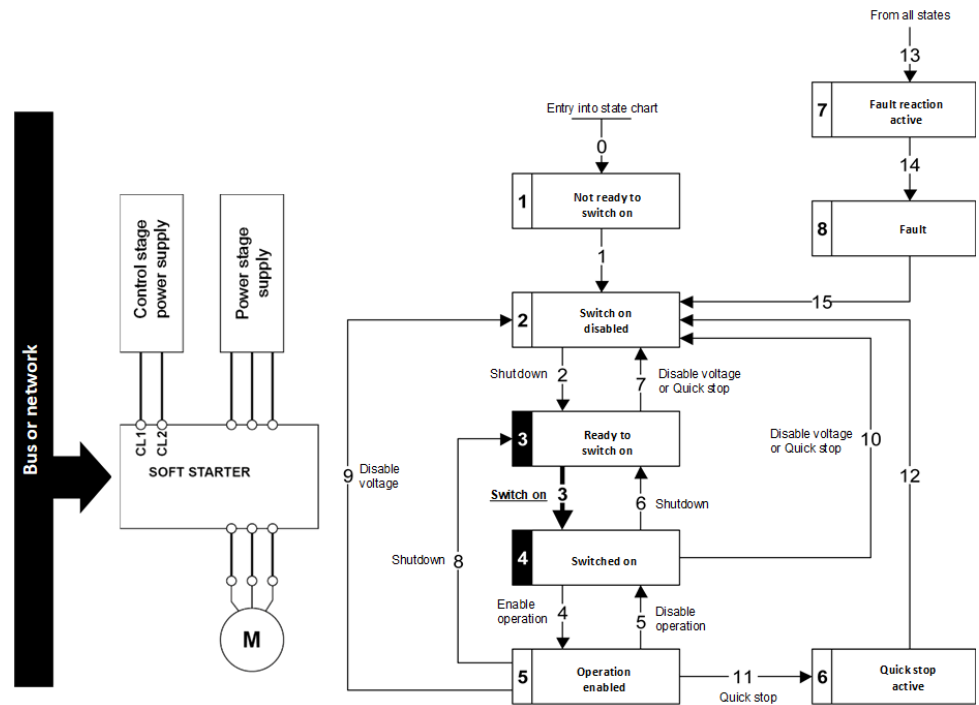 Bus or network
Control stage
power supply
Power stage
supply
CL1
CL2
SOFT STARTER
M
From all states
13
7
Fault reaction
active
14
8
Fault
15
Entry into state chart
0
1
Not ready to
switch on
1
2
Switch on
disabled
Shutdown
2
7
Disable voltage
or Quick stop
3
Ready to
switch on
Switch on
3
6
Shutdown
4
Switched on
Enable
operation
4
5
Disable
operation
5
Operation
enabled
9
Disable
voltage
Shutdown
8
Disable voltage
or Quick stop
10
12
11
Quick stop
6
Quick stop
active